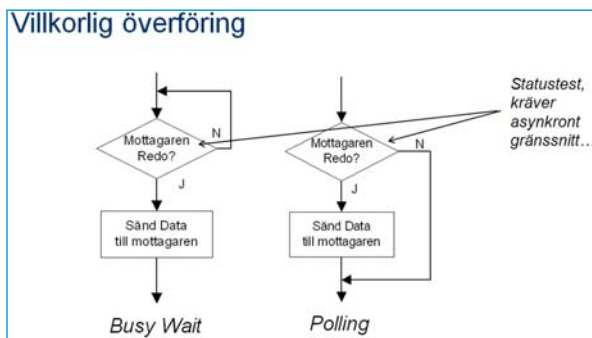 Villkorlig överföring
Statustest,
kräver
asynkront
gränssnitt...
Mottagaren
Redo?
N
J
Sänd Data
till mottagaren
Busy Wait
Mottagaren
Redo?
N
J
Sänd Data
till mottagaren
Polling